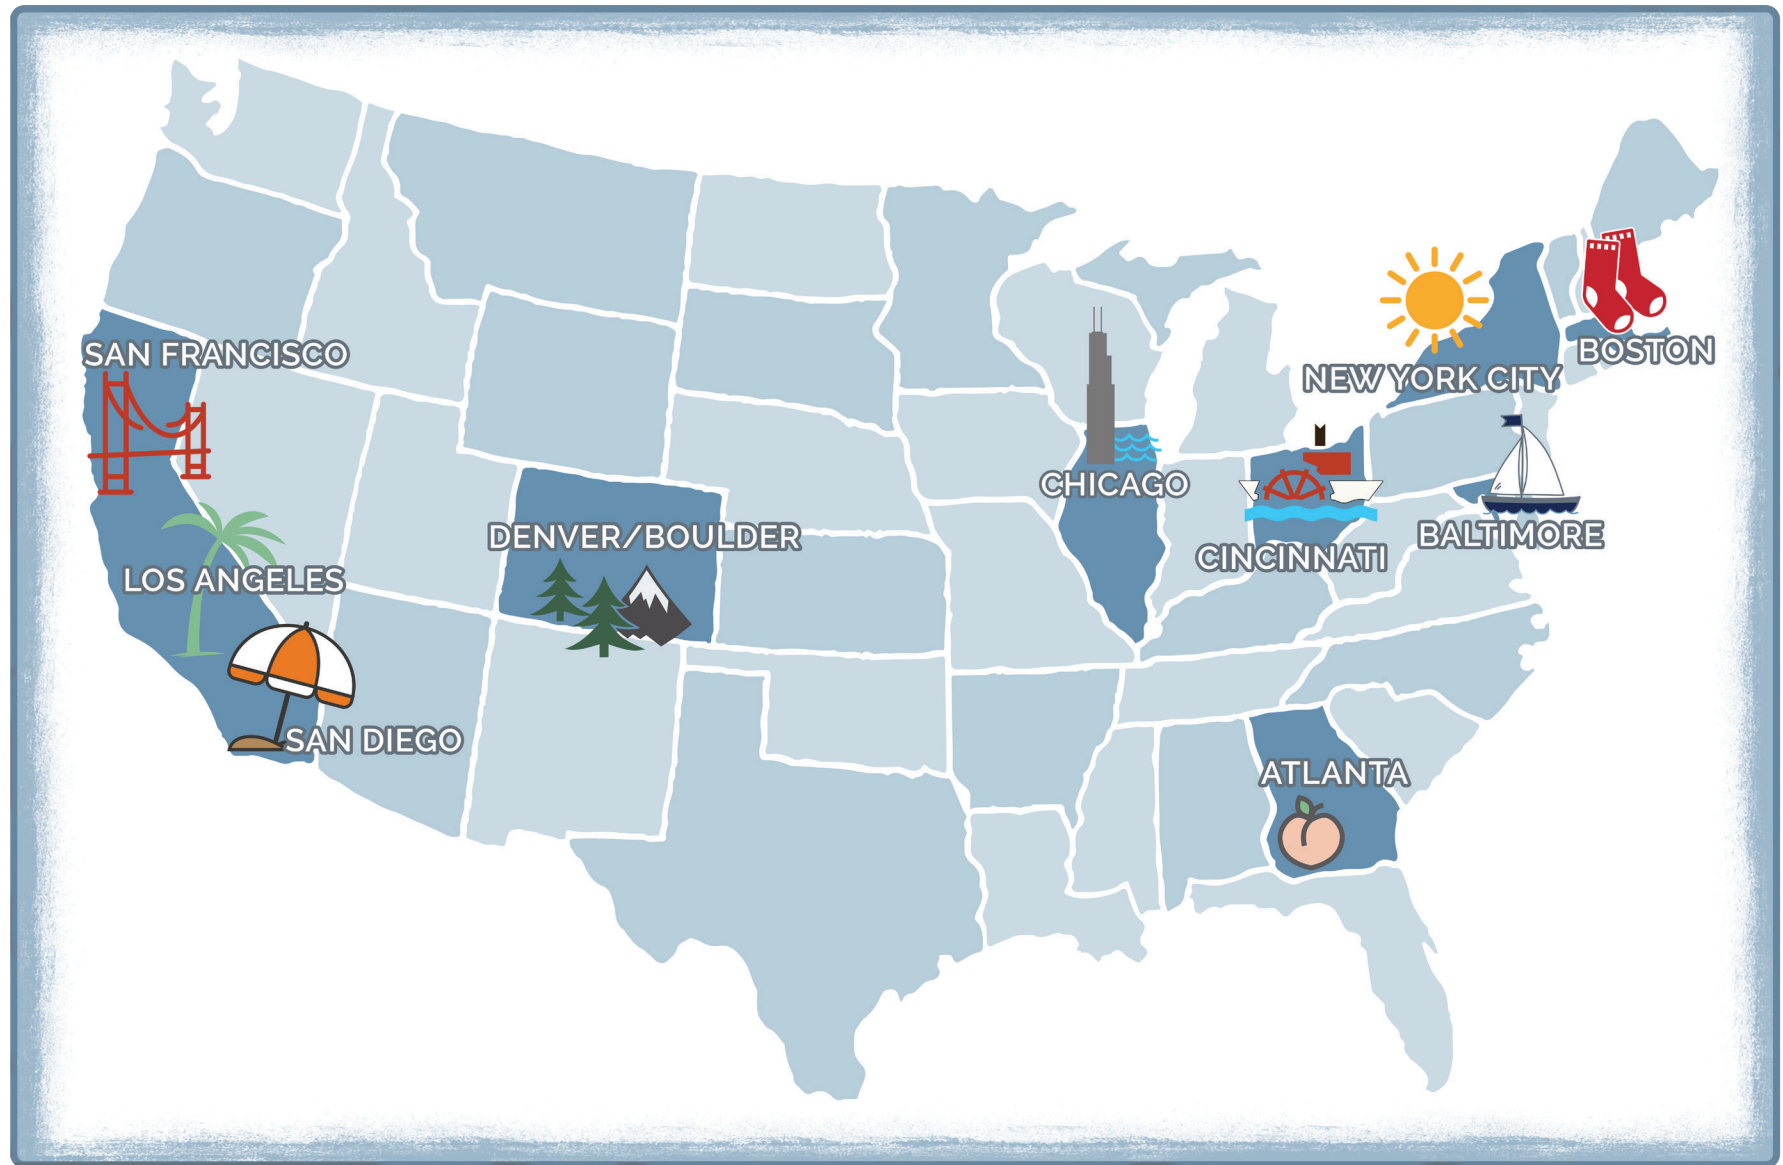 SAN FRANCISCO
LOS ANGELES
SAN DIEGO
DENVER/BOULDER
CHICAGO
CINCINNATI
NEW YORK CITY
BOSTON
BALTIMORE
ATLANTA